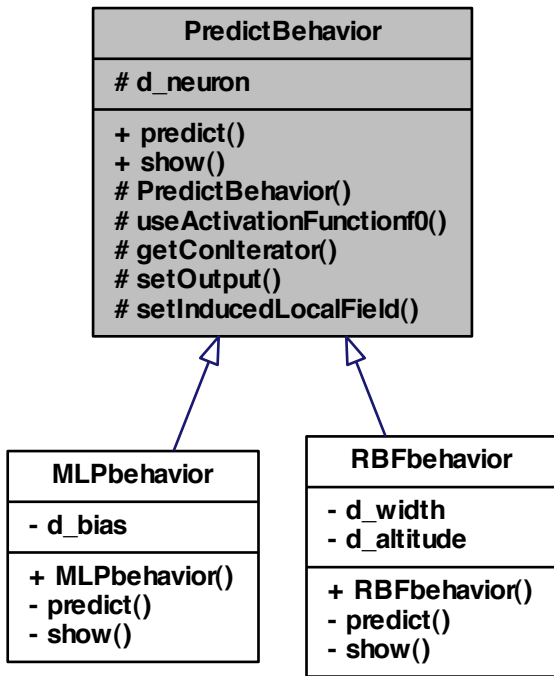 PredictBehavior
# d_neuron
+ predict()
+ show()
# PredictBehavior()
# useActivationFunctionf0()
# getConIterator()
# setOutput()
# setInducedLocalField()
MLPbehavior
- d_bias
+ MLPbehavior()
- predict()
- show()
RBFbehavior
- d_width
- d_altitude
+ RBFbehavior()
- predict()
- show()